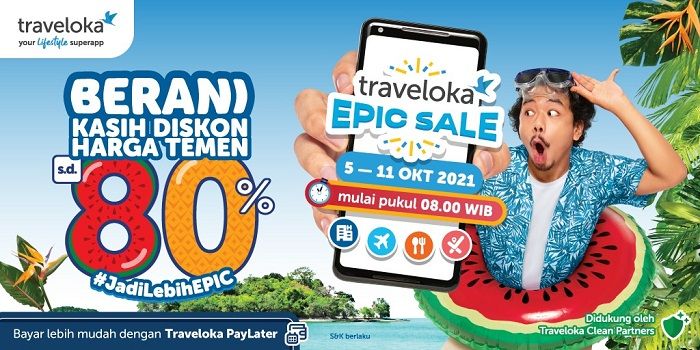 traveloka
your Lifestyle superapp
BERANI
KASIH DISKON
HARGA TEMEN
s.d.
80%
#JadiLebihEPIC
traveloka
EPIC SALE
5 — 11 OKT 2021
mulai pukul 08.00 WIB
Bayar lebih mudah dengan Traveloka PayLater
S&K berlaku
Didukung oleh
Traveloka Clean Partners